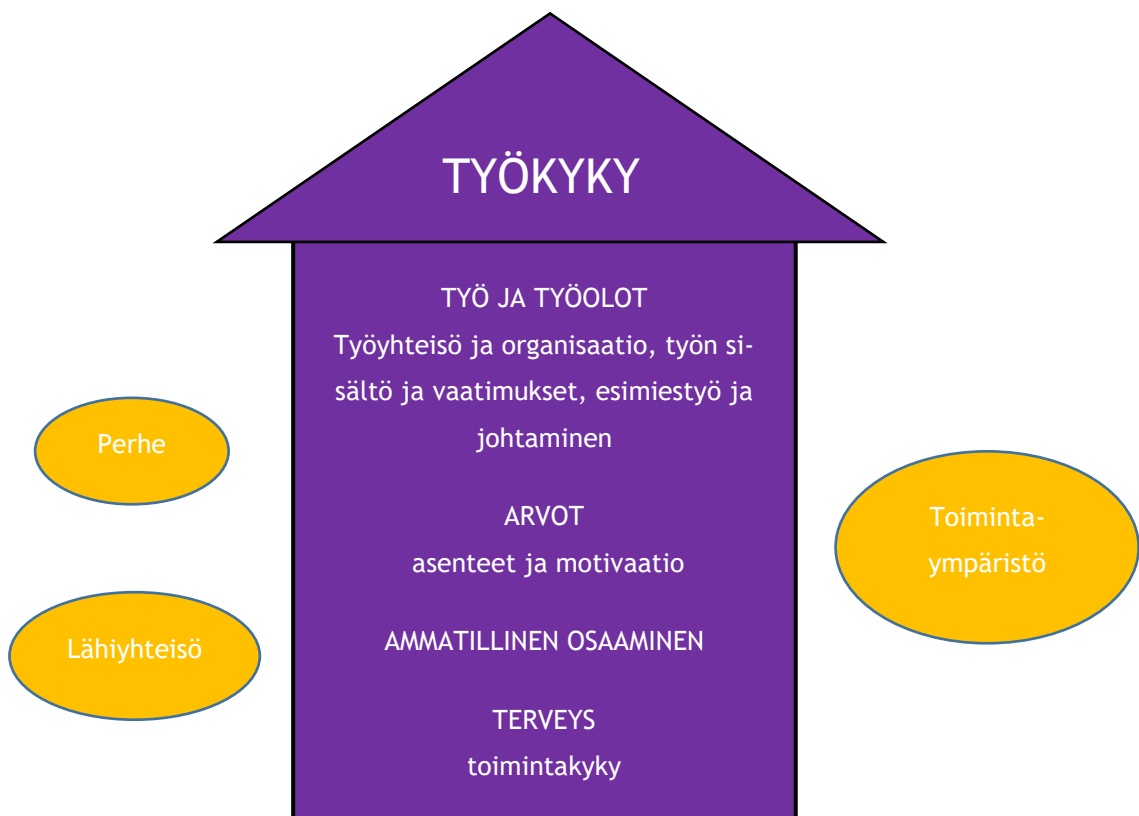 TYÖKYKY
TYÖ JA TYÖOLOT
Työyhteisö ja organisaatio, työn si-
sältö ja vaatimukset, esimiestyö ja
johtaminen
ARVOT
asenteet ja motivaatio
AMMATILLINEN OSAAMINEN
TERVEYS
toimintakyky
Perhe
Lähiyhteisö
Toiminta-
ympäristö